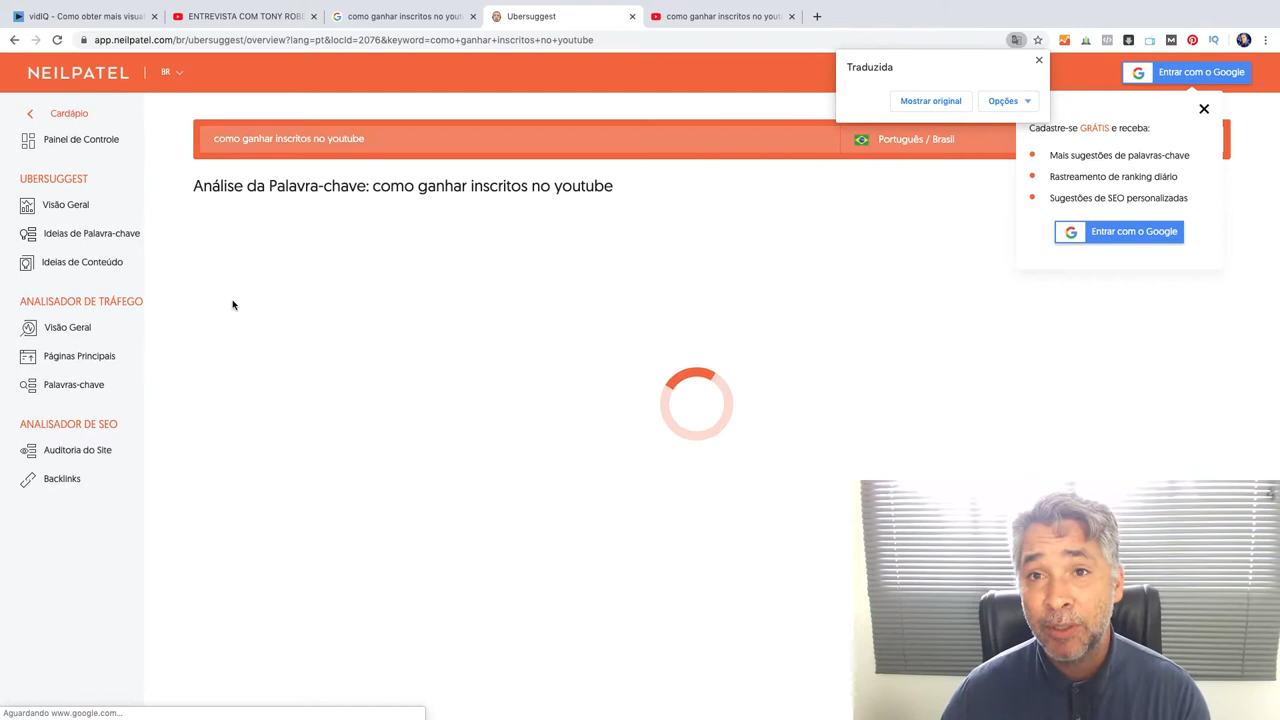 vidIQ - Como obter mais visual
ENTREVISTA COM TONY ROBE
como ganhar inscritos no youtu
Ubersuggest
como ganhar inscritos no youtu
app.neilpatel.com/br/ubersuggest/overview?lang=pt&locId=2076&keyword=como+ganhar+inscritos+no+youtube
Traduzida
Mostrar original
Opções
NEILPATEL
BR
Entrar com o Google
Cardápio
Painel de Controle
UBERSUGGEST
Visão Geral
Ideias de Palavra-chave
Ideias de Conteúdo
ANALISADOR DE TRÁFEGO
Visão Geral
Páginas Principais
Palavras-chave
ANALISADOR DE SEO
Auditoria do Site
Backlinks
como ganhar inscritos no youtube
Português / Brasil
Análise da Palavra-chave: como ganhar inscritos no youtube
Cadastre-se GRÁTIS e receba:
Mais sugestões de palavras-chave
Rastreamento de ranking diário
Sugestões de SEO personalizadas
Entrar com o Google
Aguardando www.google.com...